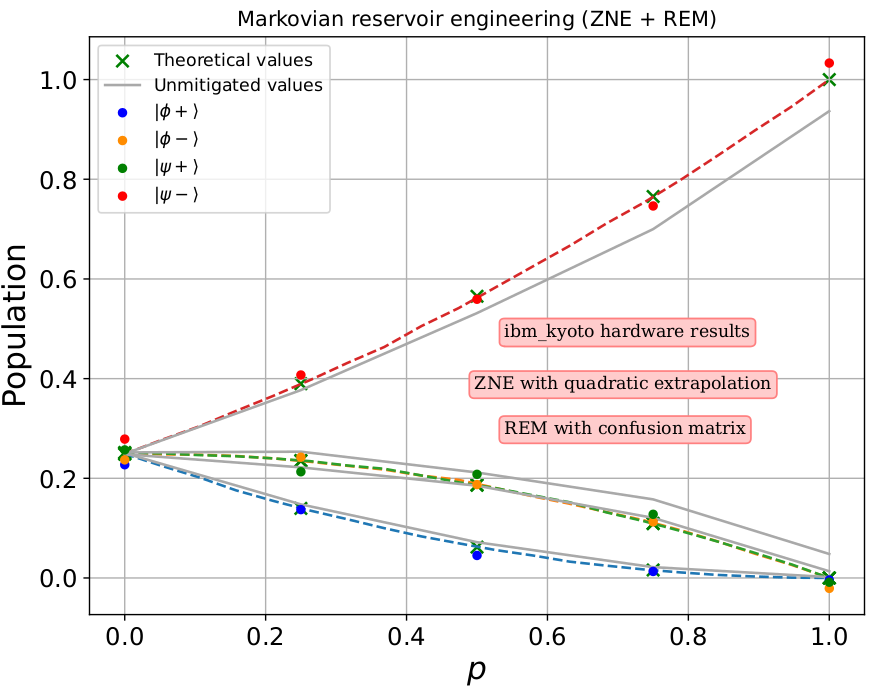 Markovian reservoir engineering (ZNE + REM)
Theoretical values
Unmitigated values
|ϕ + ⟩
|ϕ − ⟩
|ψ + ⟩
|ψ − ⟩
1.0
0.8
0.6
0.4
0.2
0.0
Population
ibm_kyoto hardware results
ZNE with quadratic extrapolation
REM with confusion matrix
0.0 0.2 0.4 0.6 0.8 1.0
p